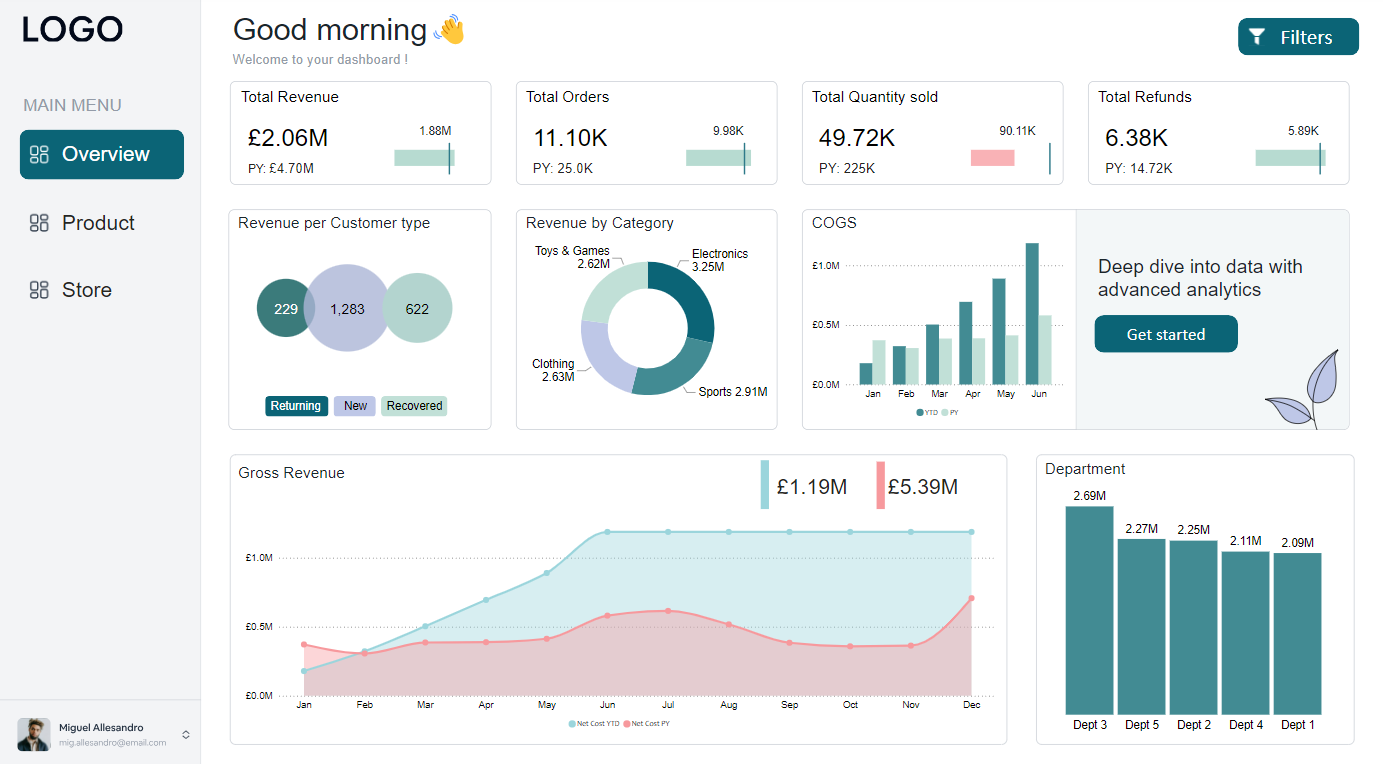 LOGO
MAIN MENU
Overview
Product
Store
Miguel Allesandro
mig.allesandro@email.com
Good morning
Welcome to your dashboard !
Filters
Total Revenue
£2.06M
1.88M
PY: £4.70M
Total Orders
11.10K
9.98K
PY: 25.0K
Total Quantity sold
49.72K
90.11K
PY: 225K
Total Refunds
6.38K
5.89K
PY: 14.72K
Revenue per Customer type
229
1,283
622
Returning
New
Recovered
Revenue by Category
Toys & Games
2.62M
Electronics
3.25M
Clothing
2.63M
Sports 2.91M
COGS
£1.0M
£0.5M
£0.0M
Jan Feb Mar Apr May Jun
YTD PY
Deep dive into data with
advanced analytics
Get started
Gross Revenue
£1.19M
£5.39M
£1.0M
£0.5M
£0.0M
Jan Feb Mar Apr May Jun Jul Aug Sep Oct Nov Dec
Net Cost YTD Net Cost PY
Department
2.69M
2.27M
2.25M
2.11M
2.09M
Dept 3 Dept 5 Dept 2 Dept 4 Dept 1